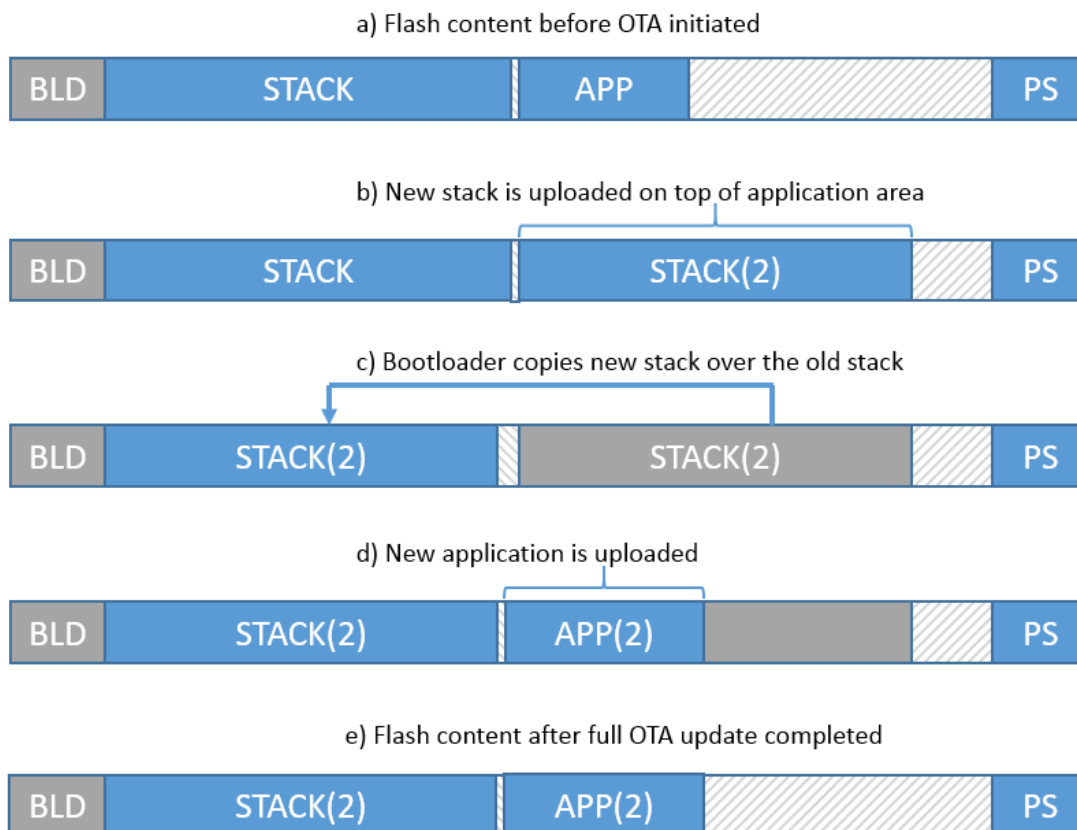 a) Flash content before OTA initiated
BLD STACK APP PS
b) New stack is uploaded on top of application area
BLD STACK STACK(2) PS
c) Bootloader copies new stack over the old stack
BLD STACK(2) STACK(2) PS
d) New application is uploaded
BLD STACK(2) APP(2) PS
e) Flash content after full OTA update completed
BLD STACK(2) APP(2) PS